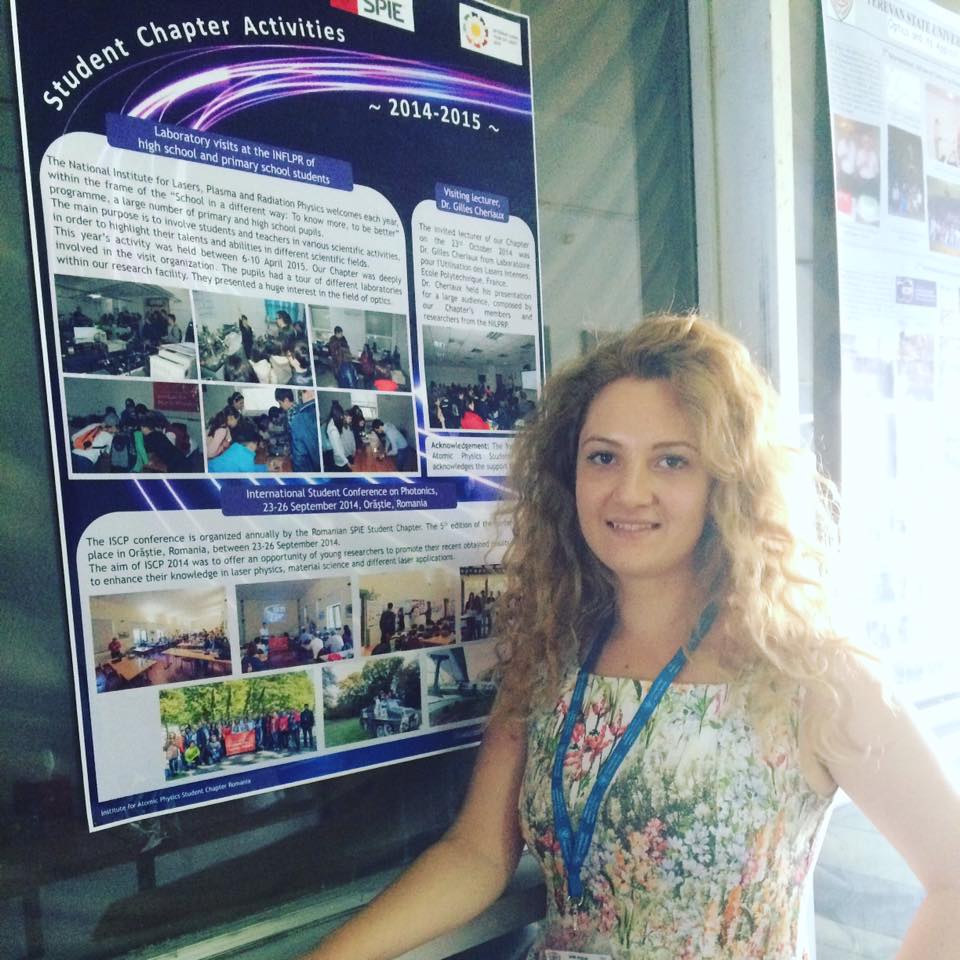 SPIE
Student Chapter Activities
~ 2014-2015 ~
Laboratory visits at the INFLPR of
high school and primary school students
The National Institute for Lasers, Plasma and Radiation Physics welcomes each year,
within the frame of the "School in a different way: To know more, to be better"
programme, a large number of primary and high school pupils.
The main purpose is to involve students and teachers in various scientific activities,
in order to highlight their talents and abilities in different scientific fields.
This year's activity was held between 6-10 April 2015. Our Chapter was deeply
involved in the visit organization. The pupils had a tour of different laboratories
within our research facility. They presented a huge interest in the field of optics.
Visiting lecturer,
Dr. Gilles Cheriaux
The invited lecturer of our Chapter
on the 23rd October 2014 was
Dr. Gilles Cheriaux from Laboratoire
pour l'Utilisation des Lasers Intenses,
Ecole Polytechnique, France.
Dr. Cheriaux held his presentation
for a large audience, composed by
our Chapter's members and
researchers from the NILPRP.
Acknowledgement: The
Atomic Physics
acknowledges the support
International Student Conference on Photonics,
23-26 September 2014, Orăştie, Romania
The ISCP conference is organized annually by the Romanian SPIE Student Chapter. The 5th edition of the
place in Orăştie, Romania, between 23-26 September 2014.
The aim of ISCP 2014 was to offer an opportunity of young researchers to promote their recent obtained
to enhance their knowledge in laser physics, material science and different laser applications.
Institute for Atomic Physics Student Chapter Romania
YEREVAN STATE
Optics and its